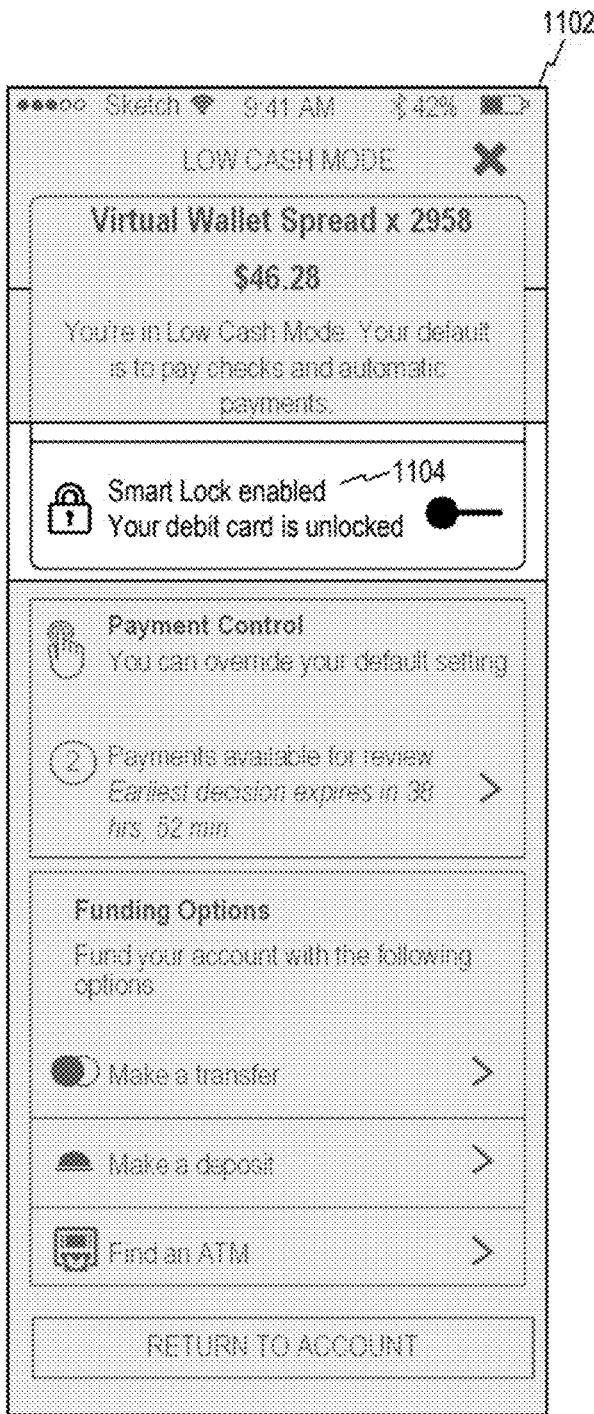 1102
Sketch 9:41 AM 42%
LOW CASH MODE
Virtual Wallet Spread x 2958
$46.28
You're in Low Cash Mode. Your default
is to pay checks and automatic
payments.
Smart Lock enabled 1104
Your debit card is unlocked
Payment Control
You can override your default setting
2 Payments available for review
Earliest decision expires in 38
hrs, 52 min
Funding Options
Fund your account with the following
options
Make a transfer
Make a deposit
Find an ATM
RETURN TO ACCOUNT